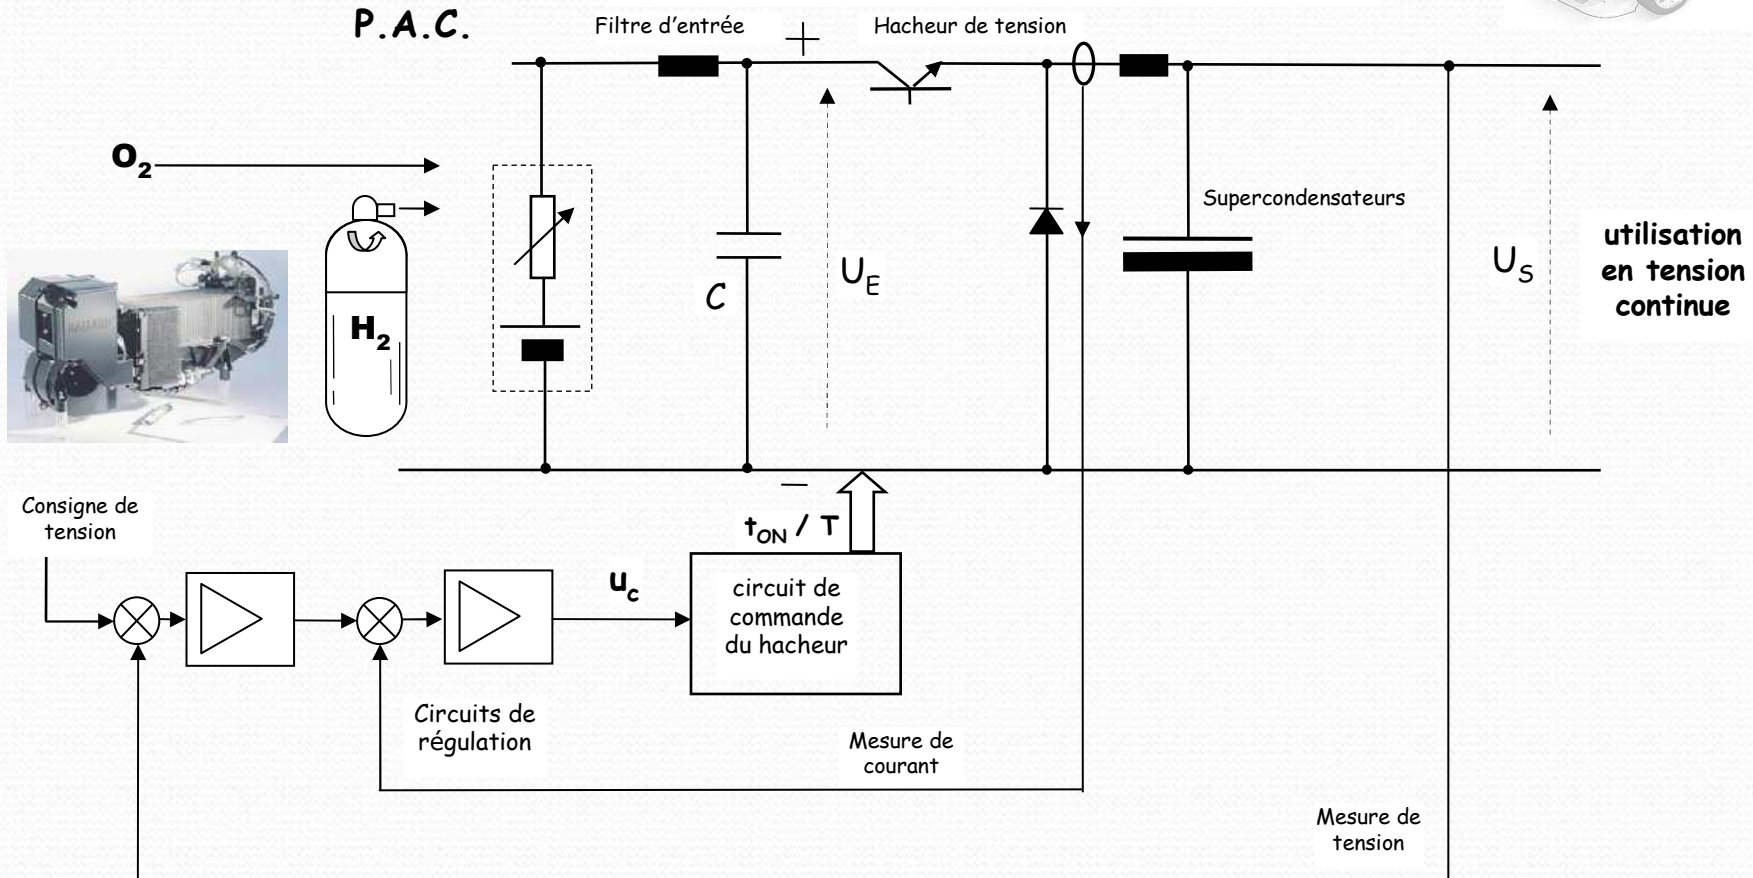 P.A.C.
Filtre d'entrée
+
Hacheur de tension
O2
H2
C
UE
Supercondensateurs
US
utilisation
en tension
continue
–
Consigne de
tension
tON / T
uc
circuit de
commande
du hacheur
Circuits de
régulation
Mesure de
courant
Mesure de
tension
BALLARD